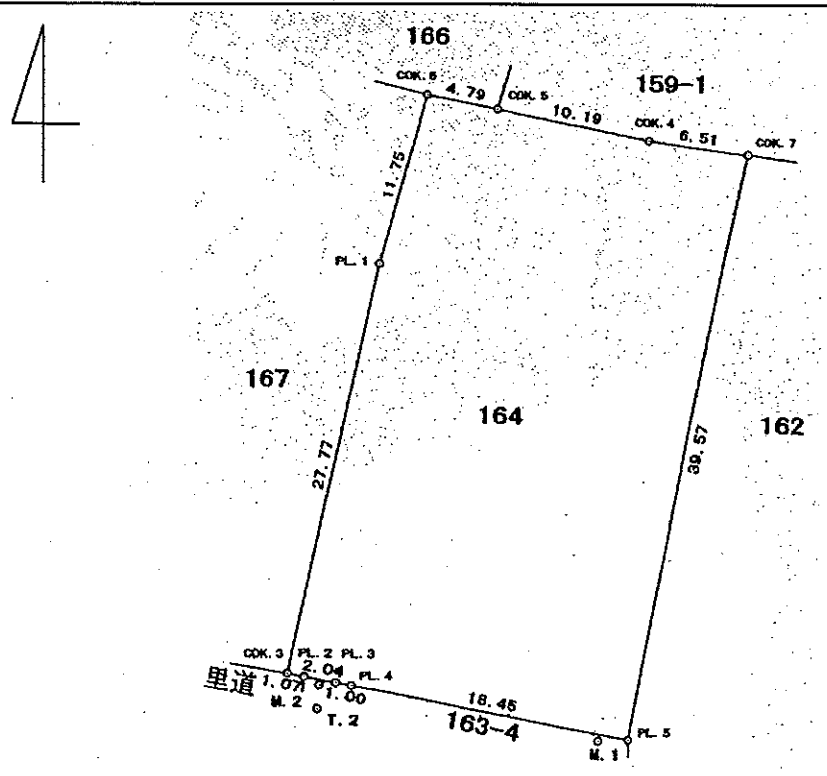 166
COK. 6
4.79
COK. 5
159-1
10.19
COK. 4
6.51
COK. 7
11.75
PL. 1
167
164
162
27.77
39.57
COK. 3
PL. 2
PL. 3
2.04
PL. 4
里道
1.07
1.00
M. 2
T. 2
18.45
163-4
PL. 5
M. 1